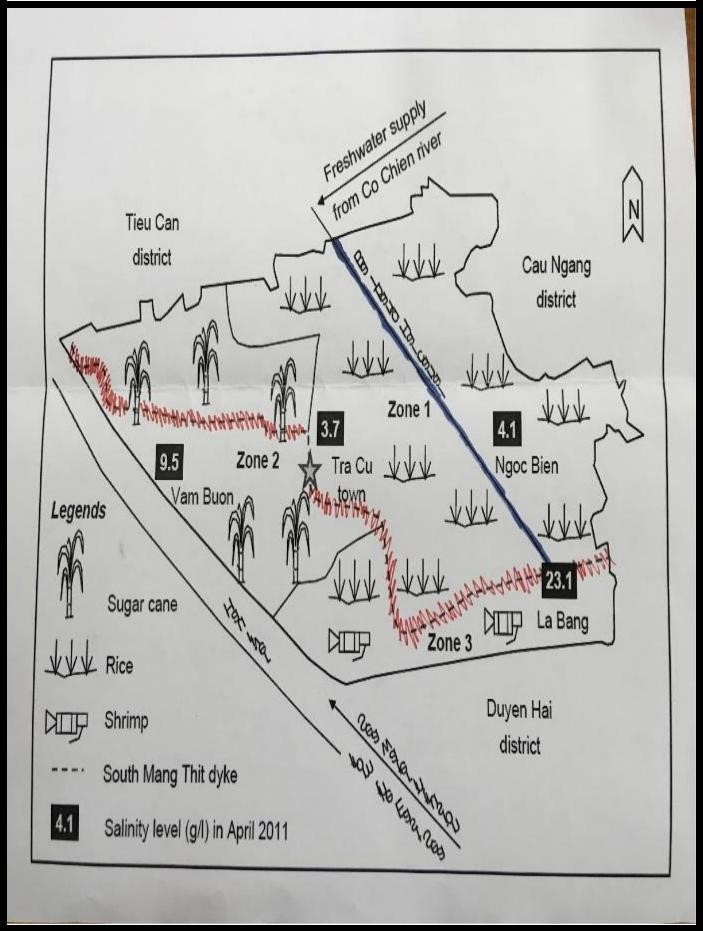 Freshwater supply
from Co Chien river
N
Tieu Can
district
Cau Ngang
district
Zone 1
3.7
4.1
9.5
Zone 2
Tra Cu
town
Ngoc Bien
Vam Buon
Legends
Sugar cane
Rice
Shrimp
South Mang Thit dyke
4.1
Salinity level (g/l) in April 2011
23.1
La Bang
Zone 3
Duyen Hai
district